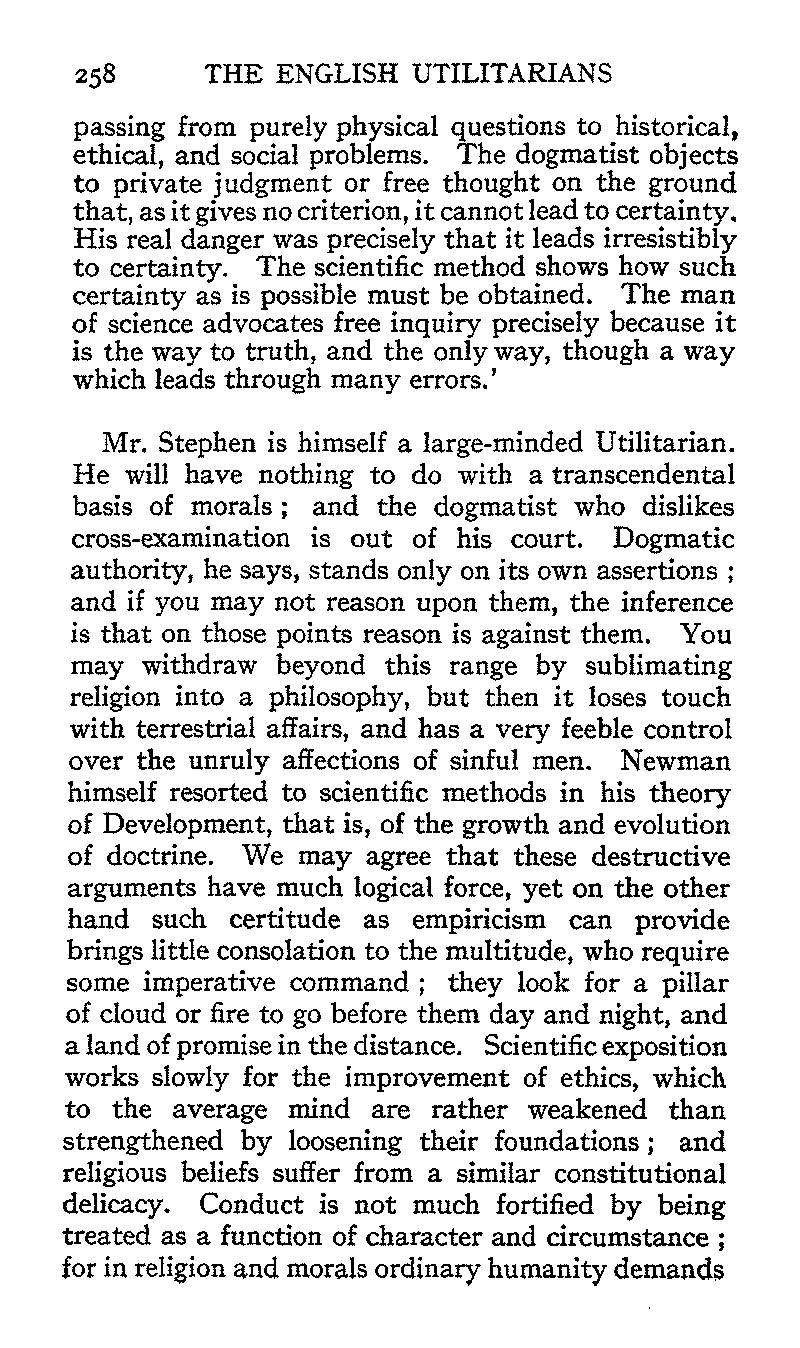 258 THE ENGLISH UTILITARIANS
passing from purely physical questions to historical,
ethical, and social problems. The dogmatist objects
to private judgment or free thought on the ground
that, as it gives no criterion, it cannot lead to certainty.
His real danger was precisely that it leads irresistibly
to certainty. The scientific method shows how such
certainty as is possible must be obtained. The man
of science advocates free inquiry precisely because it
is the way to truth, and the only way, though a way
which leads through many errors.'
Mr. Stephen is himself a large-minded Utilitarian.
He will have nothing to do with a transcendental
basis of morals ; and the dogmatist who dislikes
cross-examination is out of his court. Dogmatic
authority, he says, stands only on its own assertions ;
and if you may not reason upon them, the inference
is that on those points reason is against them. You
may withdraw beyond this range by sublimating
religion into a philosophy, but then it loses touch
with terrestrial affairs, and has a very feeble control
over the unruly affections of sinful men. Newman
himself resorted to scientific methods in his theory
of Development, that is, of the growth and evolution
of doctrine. We may agree that these destructive
arguments have much logical force, yet on the other
hand such certitude as empiricism can provide
brings little consolation to the multitude, who require
some imperative command ; they look for a pillar
of cloud or fire to go before them day and night, and
a land of promise in the distance. Scientific exposition
works slowly for the improvement of ethics, which
to the average mind are rather weakened than
strengthened by loosening their foundations ; and
religious beliefs suffer from a similar constitutional
delicacy. Conduct is not much fortified by being
treated as a function of character and circumstance ;
for in religion and morals ordinary humanity demands